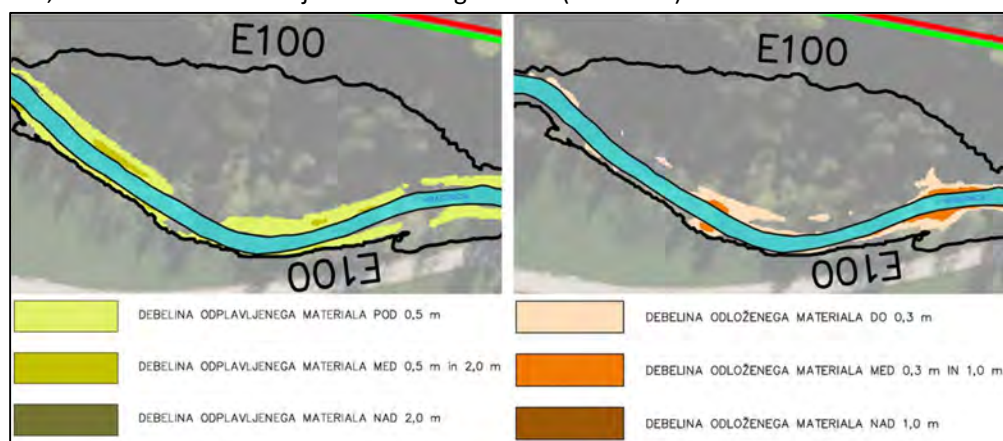 E100
E100
DEBELINA ODPLAVLJENEGA MATERIALA POD 0,5 m
DEBELINA ODPLAVLJENEGA MATERIALA MED 0,5 m in 2,0 m
DEBELINA ODPLAVLJENEGA MATERIALA NAD 2,0 m
E100
E100
DEBELINA ODLOŽENEGA MATERIALA DO 0,3 m
DEBELINA ODLOŽENEGA MATERIALA MED 0,3 m IN 1,0 m
DEBELINA ODLOŽENEGA MATERIALA NAD 1,0 m